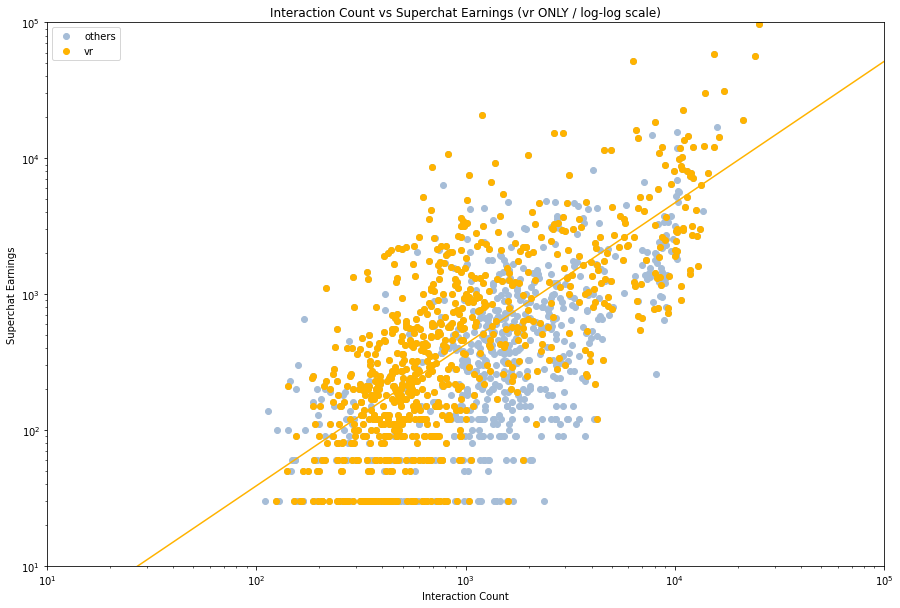 Interaction Count vs Superchat Earnings (vr ONLY / log-log scale)
others
vr
Superchat Earnings
10^5
10^4
10^3
10^2
10^1
10^1 10^2 10^3 10^4 10^5
Interaction Count